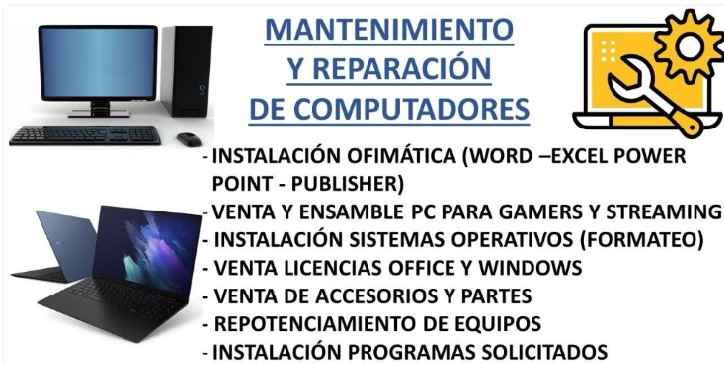 MANTENIMIENTO
Y REPARACIÓN
DE COMPUTADORES
- INSTALACIÓN OFIMÁTICA (WORD –EXCEL POWER
POINT - PUBLISHER)
- VENTA Y ENSAMBLE PC PARA GAMERS Y STREAMING
- INSTALACIÓN SISTEMAS OPERATIVOS (FORMATEO)
- VENTA LICENCIAS OFFICE Y WINDOWS
- VENTA DE ACCESORIOS Y PARTES
- REPOTENCIAMIENTO DE EQUIPOS
- INSTALACIÓN PROGRAMAS SOLICITADOS